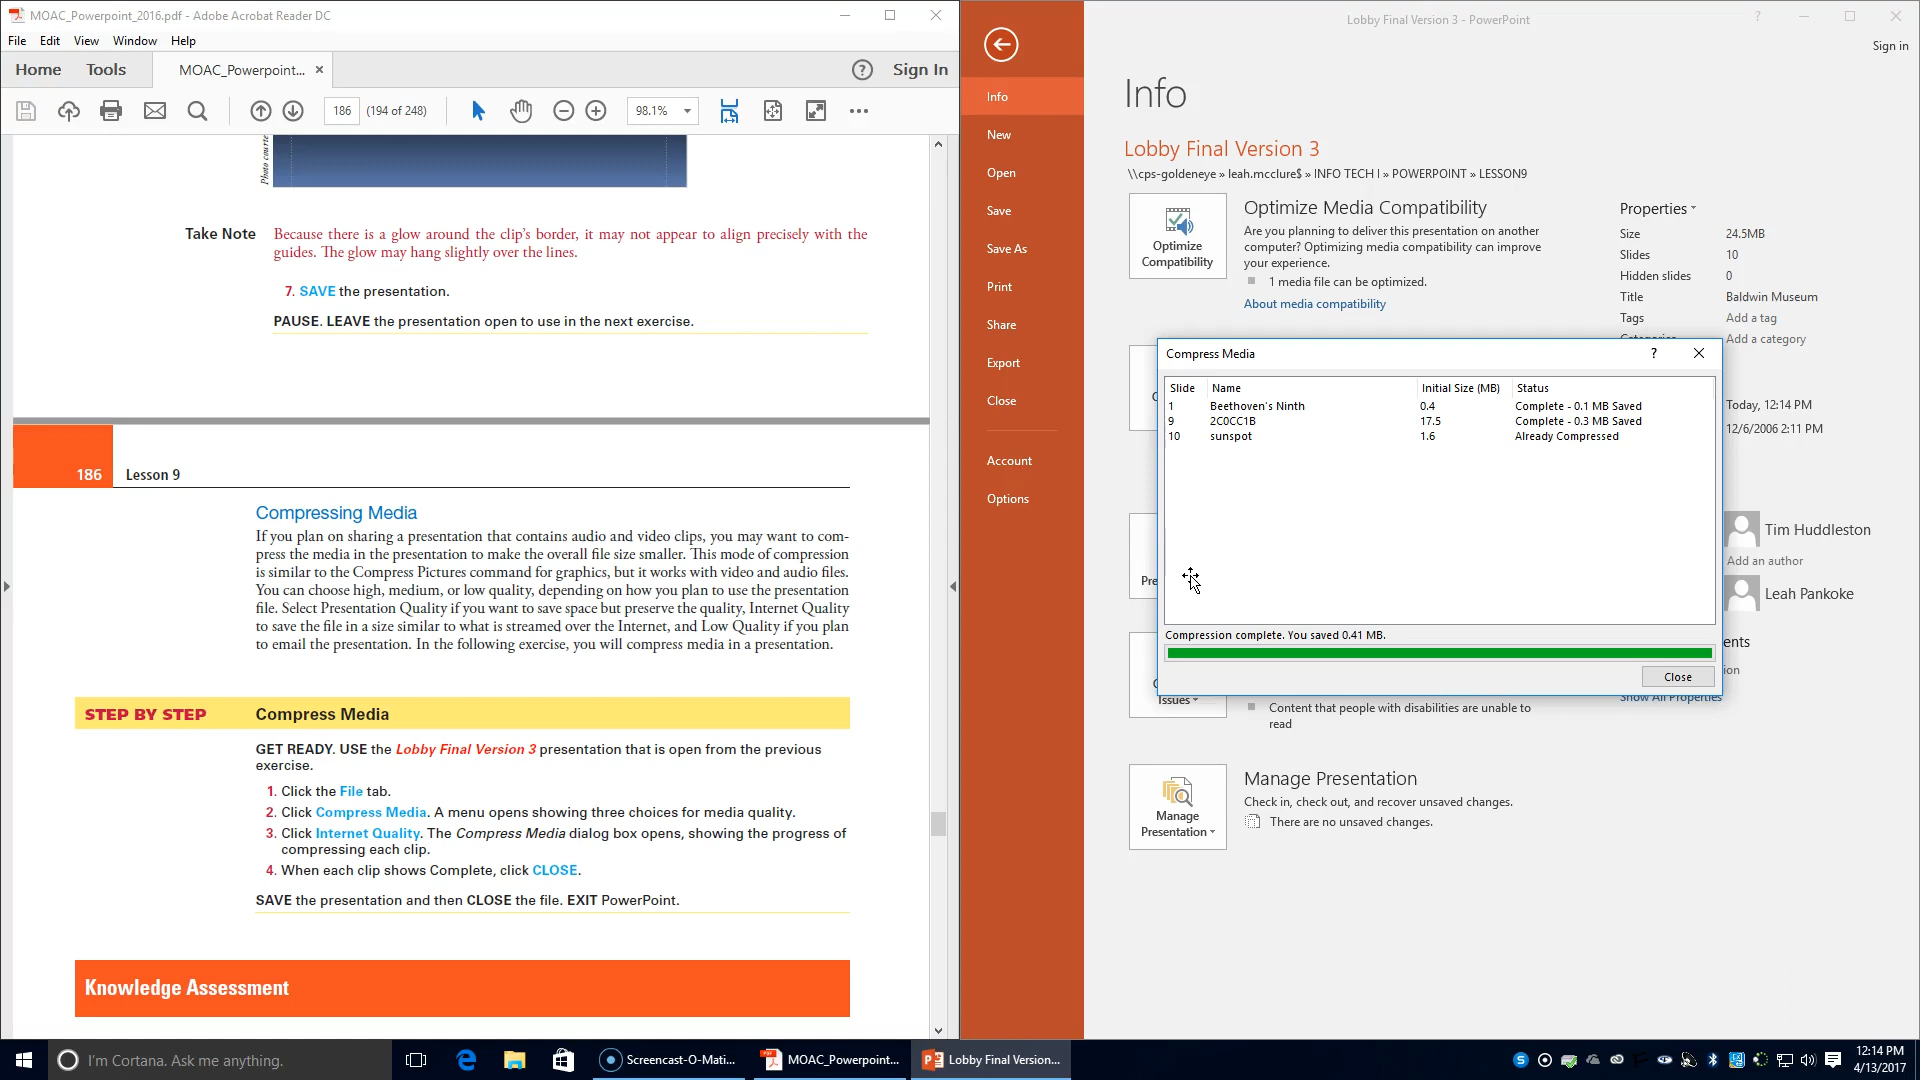 MOAC_Powerpoint_2016.pdf - Adobe Acrobat Reader DC
File Edit View Window Help
Home Tools MOAC_Powerpoint... × Sign In
186 (194 of 248) 98.1%
Photo courte
Take Note Because there is a glow around the clip's border, it may not appear to align precisely with the
guides. The glow may hang slightly over the lines.
7. SAVE the presentation.
PAUSE. LEAVE the presentation open to use in the next exercise.
186 Lesson 9
Compressing Media
If you plan on sharing a presentation that contains audio and video clips, you may want to com-
press the media in the presentation to make the overall file size smaller. This mode of compression
is similar to the Compress Pictures command for graphics, but it works with video and audio files.
You can choose high, medium, or low quality, depending on how you plan to use the presentation
file. Select Presentation Quality if you want to save space but preserve the quality, Internet Quality
to save the file in a size similar to what is streamed over the Internet, and Low Quality if you plan
to email the presentation. In the following exercise, you will compress media in a presentation.
STEP BY STEP Compress Media
GET READY. USE the Lobby Final Version 3 presentation that is open from the previous
exercise.
1. Click the File tab.
2. Click Compress Media. A menu opens showing three choices for media quality.
3. Click Internet Quality. The Compress Media dialog box opens, showing the progress of
compressing each clip.
4. When each clip shows Complete, click CLOSE.
SAVE the presentation and then CLOSE the file. EXIT PowerPoint.
Knowledge Assessment
Lobby Final Version 3 - PowerPoint
?
Sign in
Info
New
Open
Save
Save As
Print
Share
Export
Close
Account
Options
Info
Lobby Final Version 3
\\cps-goldeneye » leah.mcclure$ » INFO TECH I » POWERPOINT » LESSON9
Optimize
Compatibility
Optimize Media Compatibility
Are you planning to deliver this presentation on another
computer? Optimizing media compatibility can improve
your experience.
1 media file can be optimized.
About media compatibility
Properties
Size 24.5MB
Slides 10
Hidden slides 0
Title Baldwin Museum
Tags Add a tag
Categories Add a category
Compress Media ?
Slide Name Initial Size (MB) Status
1 Beethoven's Ninth 0.4 Complete - 0.1 MB Saved
9 2C0CC1B 17.5 Complete - 0.3 MB Saved
10 sunspot 1.6 Already Compressed
Compression complete. You saved 0.41 MB.
Close
Today, 12:14 PM
12/6/2006 2:11 PM
Tim Huddleston
Add an author
Leah Pankoke
ents
ion
Show All Properties
C
Pre
C
Issues
Content that people with disabilities are unable to
read
Manage
Presentation
Manage Presentation
Check in, check out, and recover unsaved changes.
There are no unsaved changes.
I'm Cortana. Ask me anything.
Screencast-O-Mati...
MOAC_Powerpoint...
Lobby Final Version...
12:14 PM
4/13/2017